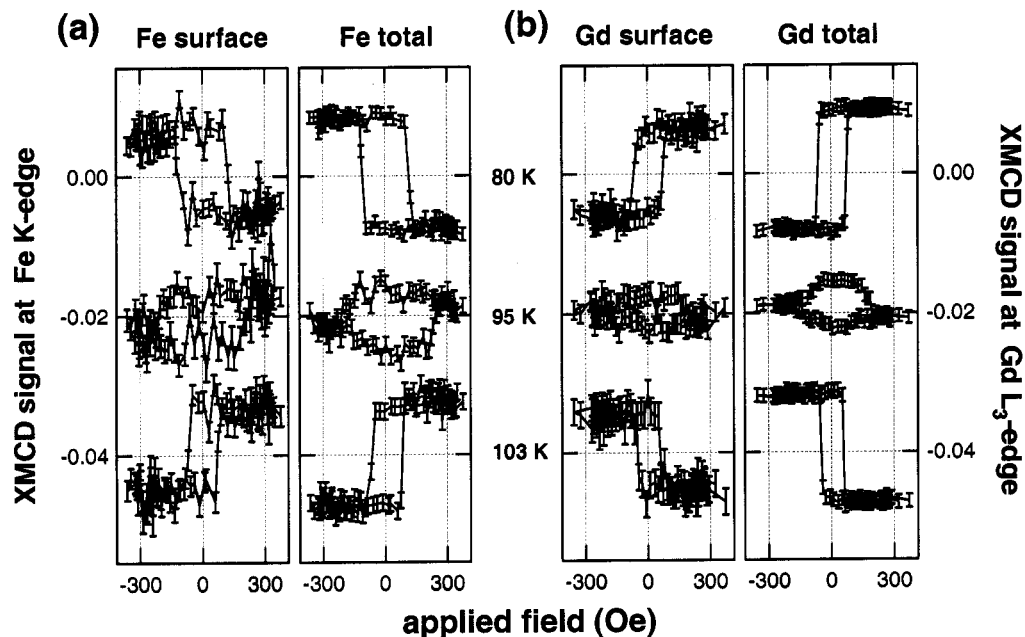 (a)
Fe surface
Fe total
(b)
Gd surface
Gd total
XMCD signal at Fe K-edge
0.00
-0.02
-0.04
80 K
95 K
103 K
0.00
-0.02
-0.04
XMCD signal at Gd L3-edge
-300 0 300
-300 0 300
-300 0 300
-300 0 300
applied field (Oe)